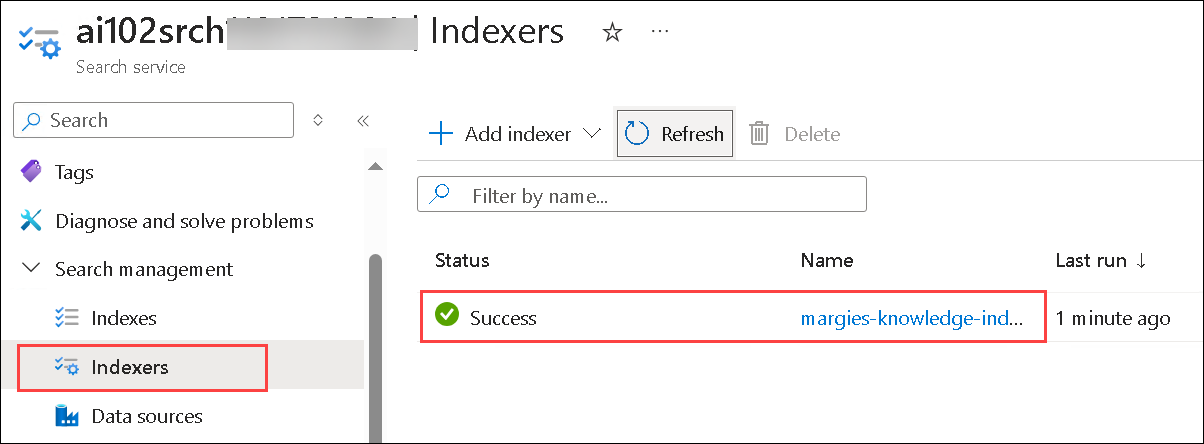 ai102srch | Indexers
Search service
Search
Add indexer
Refresh
Delete
Filter by name...
Tags
Diagnose and solve problems
Search management
Indexes
Indexers
Data sources
Status Name Last run ↓
Success margies-knowledge-ind... 1 minute ago